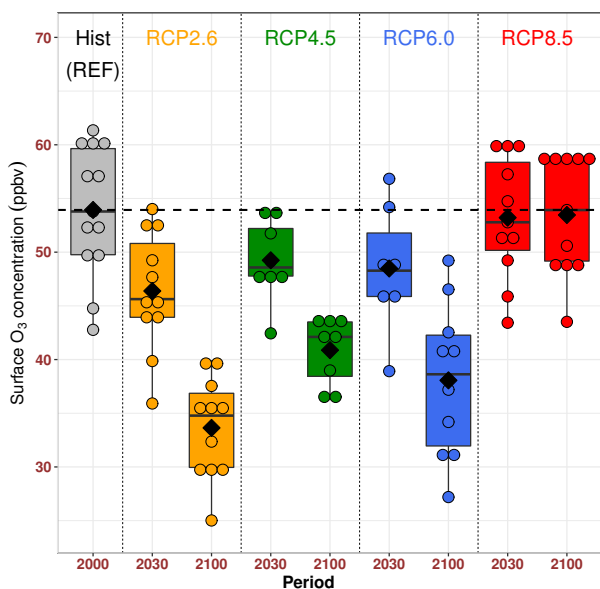 Hist RCP2.6 RCP4.5 RCP6.0 RCP8.5
(REF)
70
60
50
40
30
Surface O₃ concentration (ppbv)
2000 2030 2100 2030 2100 2030 2100 2030 2100
Period